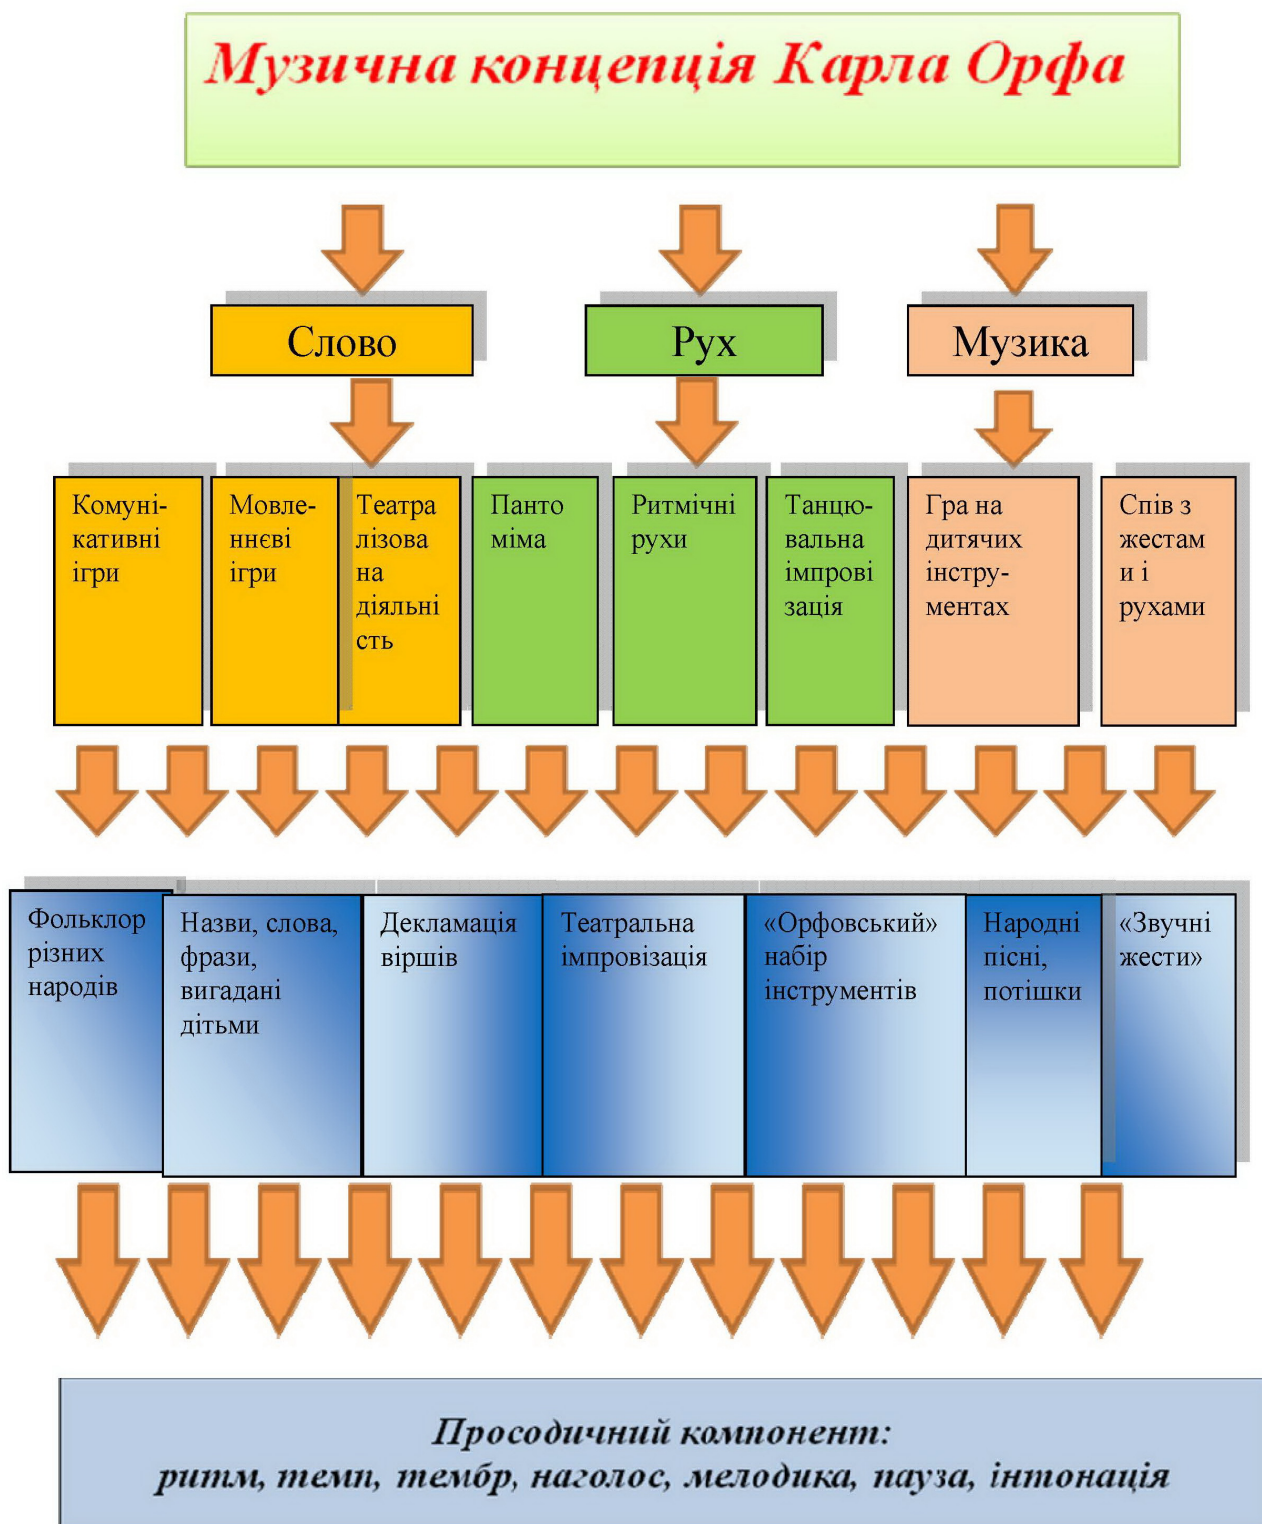 Музична концепція Карла Орфа
Слово
Рух
Музика
Комуні-
кативні
ігри
Мовле-
ннєві
ігри
Театра
лізова
на
діяльні
сть
Панто
міма
Ритмічні
рухи
Танцю-
вальна
імпрові
зація
Гра на
дитячих
інстру-
ментах
Спів з
жестам
и і
рухами
Фольклор
різних
народів
Назви, слова,
фрази,
вигадані
дітьми
Декламація
віршів
Театральна
імпровізація
«Орфовський»
набір
інструментів
Народні
пісні,
потішки
«Звучні
жести»
Просодичний компонент:
ритм, темп, тембр, наголос, мелодика, пауза, інтонація